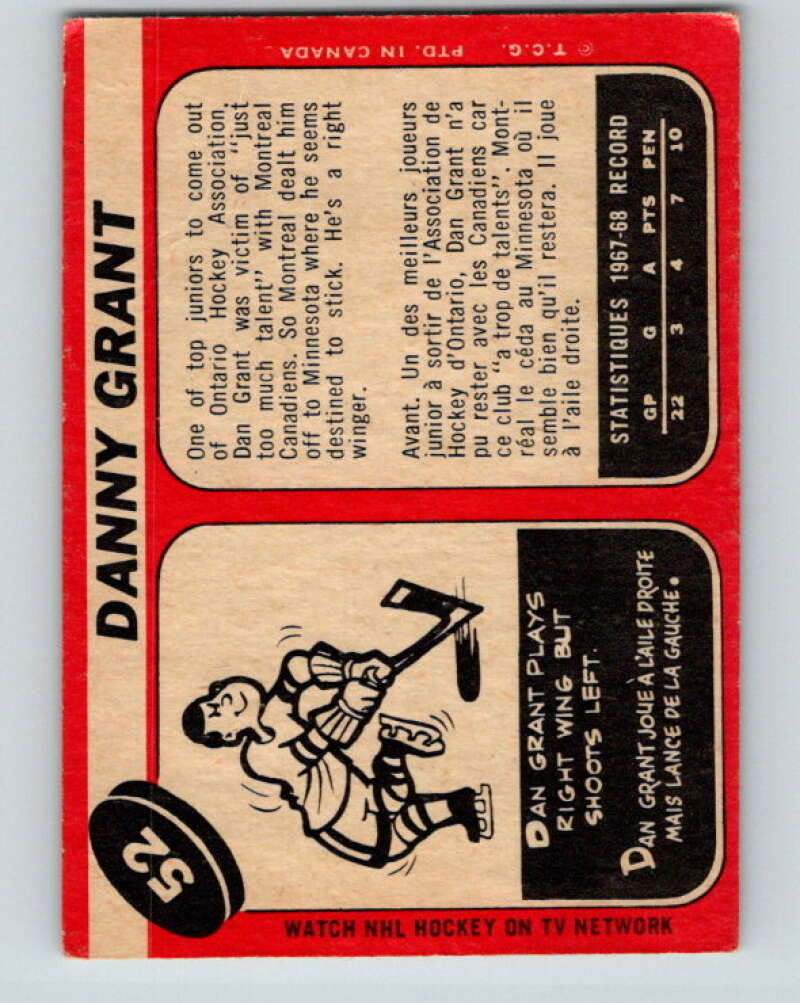 52
DANNY GRANT
WATCH NHL HOCKEY ON TV NETWORK
DAN GRANT PLAYS
RIGHT WING BUT
SHOOTS LEFT.
DAN GRANT JOUE À L'AILE DROITE
MAIS LANCE DE LA GAUCHE.
One of top juniors to come out
of Ontario Hockey Association,
Dan Grant was victim of "just
too much talent" with Montreal
Canadiens. So Montreal dealt him
off to Minnesota where he seems
destined to stick. He's a right
winger.
Avant. Un des meilleurs joueurs
junior à sortir de l'Association de
Hockey d'Ontario, Dan Grant n'a
pu rester avec les Canadiens car
ce club "a trop de talents". Mont-
réal le céda au Minnesota où il
semble bien qu'il restera. Il joue
à l'aile droite.
STATISTIQUES 1967-68 RECORD
GP G A PTS PEN
22 3 4 7 10
© T.C.G. PTD. IN CANADA